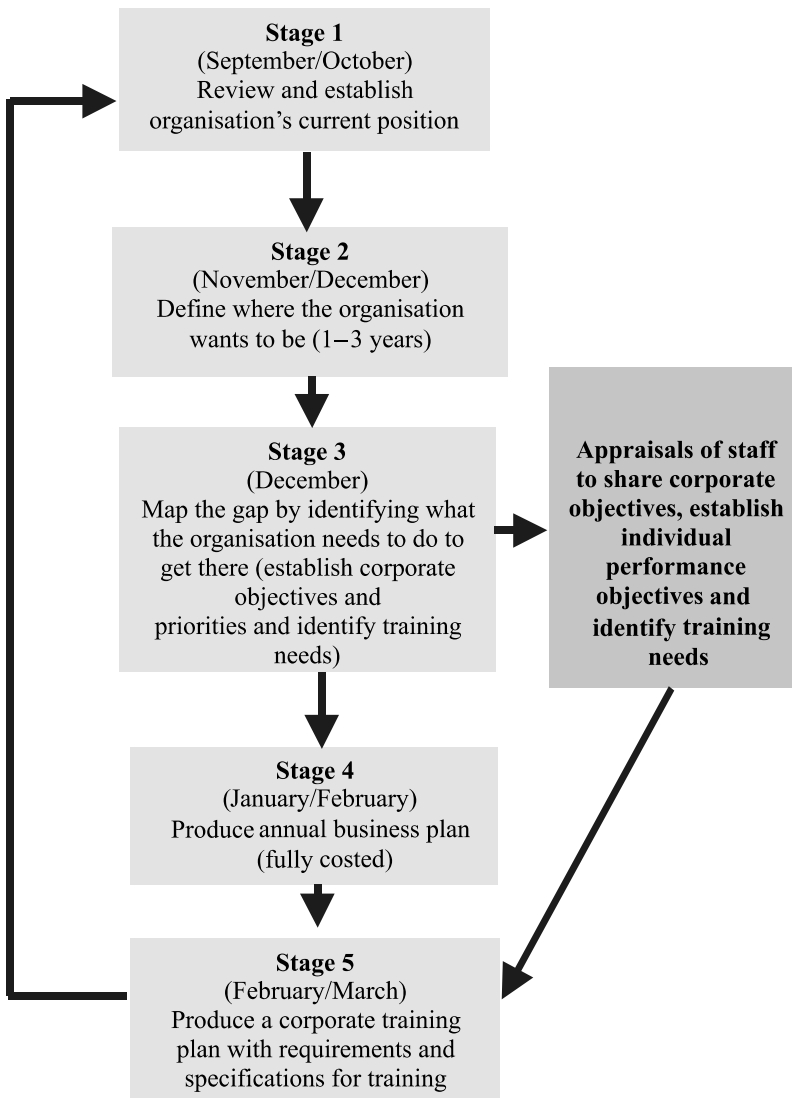 Stage 1
(September/October)
Review and establish
organisation’s current position
Stage 2
(November/December)
Define where the organisation
wants to be (1–3 years)
Stage 3
(December)
Map the gap by identifying what
the organisation needs to do to
get there (establish corporate
objectives and
priorities and identify training
needs)
Appraisals of staff
to share corporate
objectives, establish
individual
performance
objectives and
identify training
needs
Stage 4
(January/February)
Produce annual business plan
(fully costed)
Stage 5
(February/March)
Produce a corporate training
plan with requirements and
specifications for training